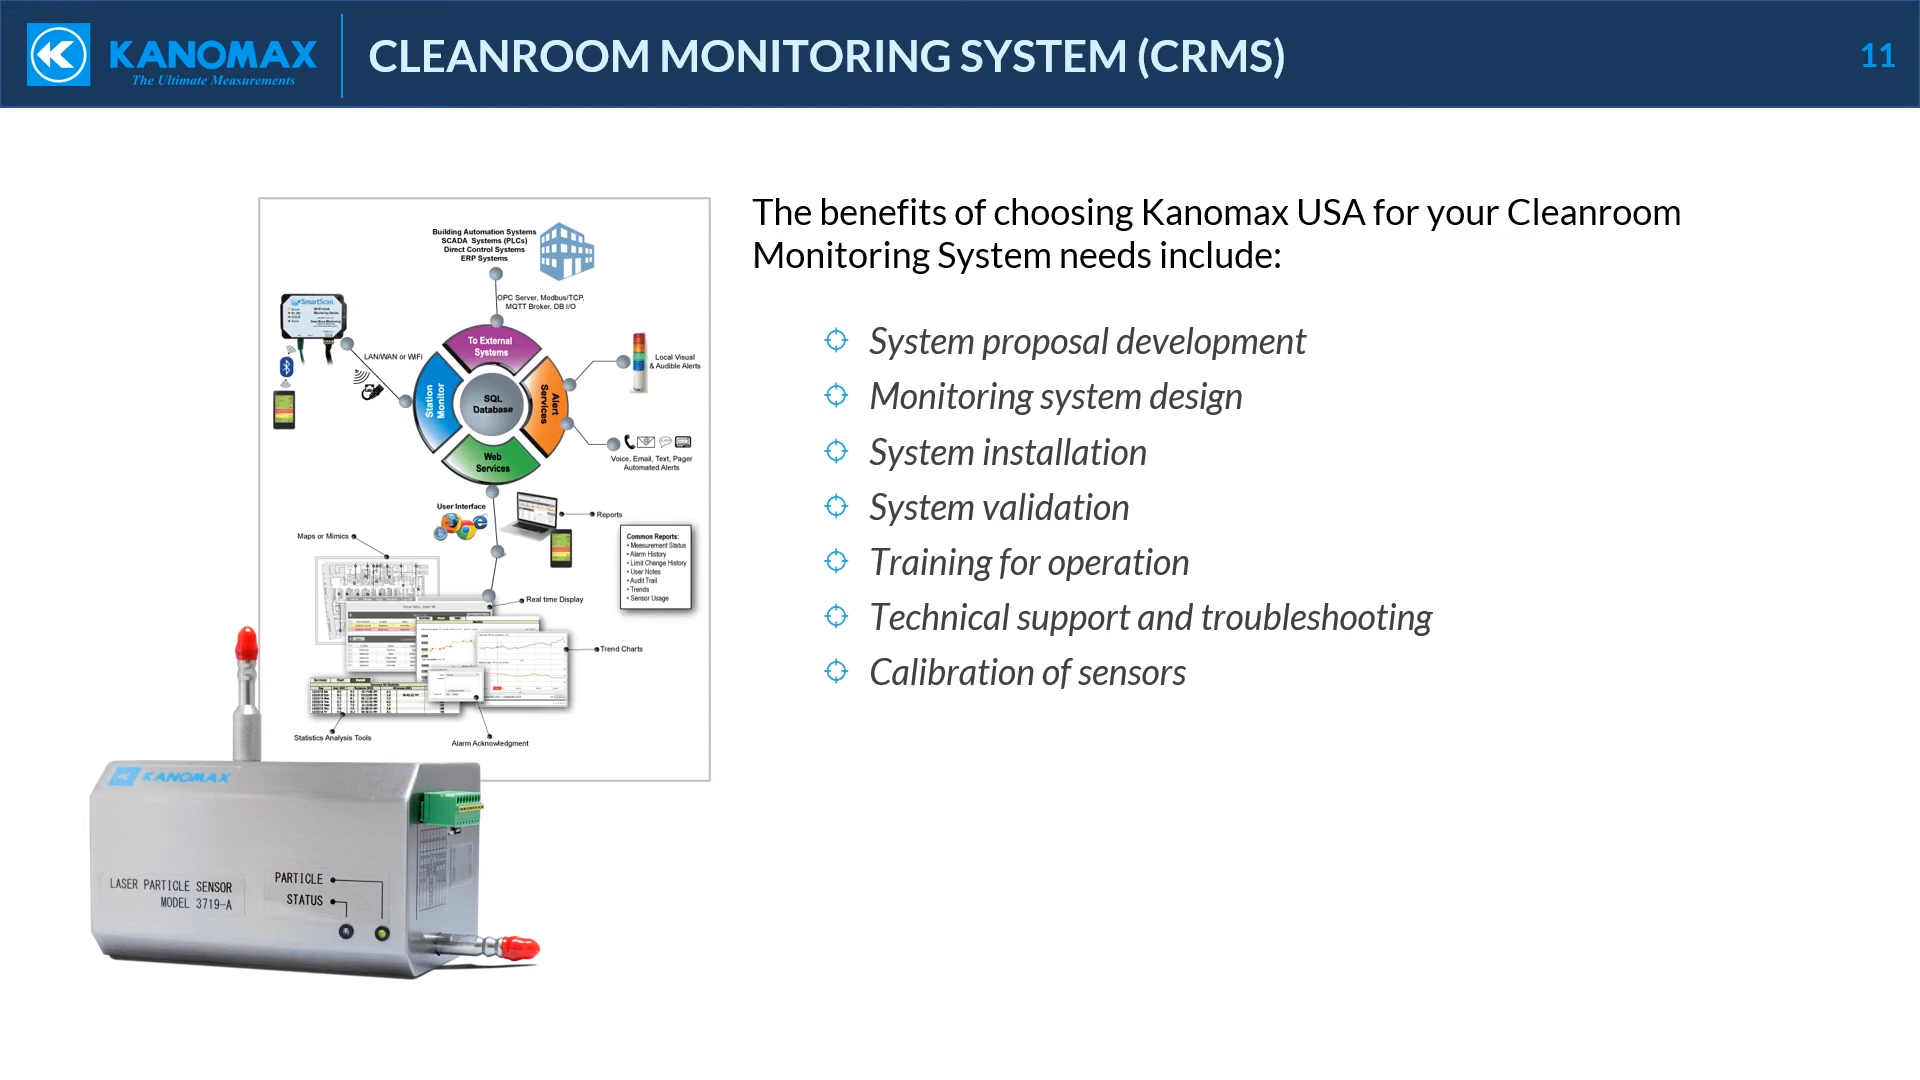 KANOMAX
The Ultimate Measurements
CLEANROOM MONITORING SYSTEM (CRMS)
11
The benefits of choosing Kanomax USA for your Cleanroom
Monitoring System needs include:
System proposal development
Monitoring system design
System installation
System validation
Training for operation
Technical support and troubleshooting
Calibration of sensors
Building Automation Systems
SCADA Systems (PLCs)
Direct Control Systems
ERP Systems
OPC Server, Modbus/TCP,
MQTT Broker, DB I/O
SmartScan
LAN/WAN or WiFi
To External
Systems
Station
Monitor
SQL
Database
Alert
Services
Web
Services
Local Visual
& Audible Alerts
Voice, Email, Text, Pager
Automated Alerts
User Interface
Reports
Common Reports:
• Measurement Status
• Alarm History
• Limit Change History
• User Notes
• Audit Trail
• Trends
• Sensor Usage
Maps or Mimics
Real time Display
Trend Charts
Statistics Analysis Tools
Alarm Acknowledgment
KANOMAX
LASER PARTICLE SENSOR
MODEL 3719-A
PARTICLE
STATUS